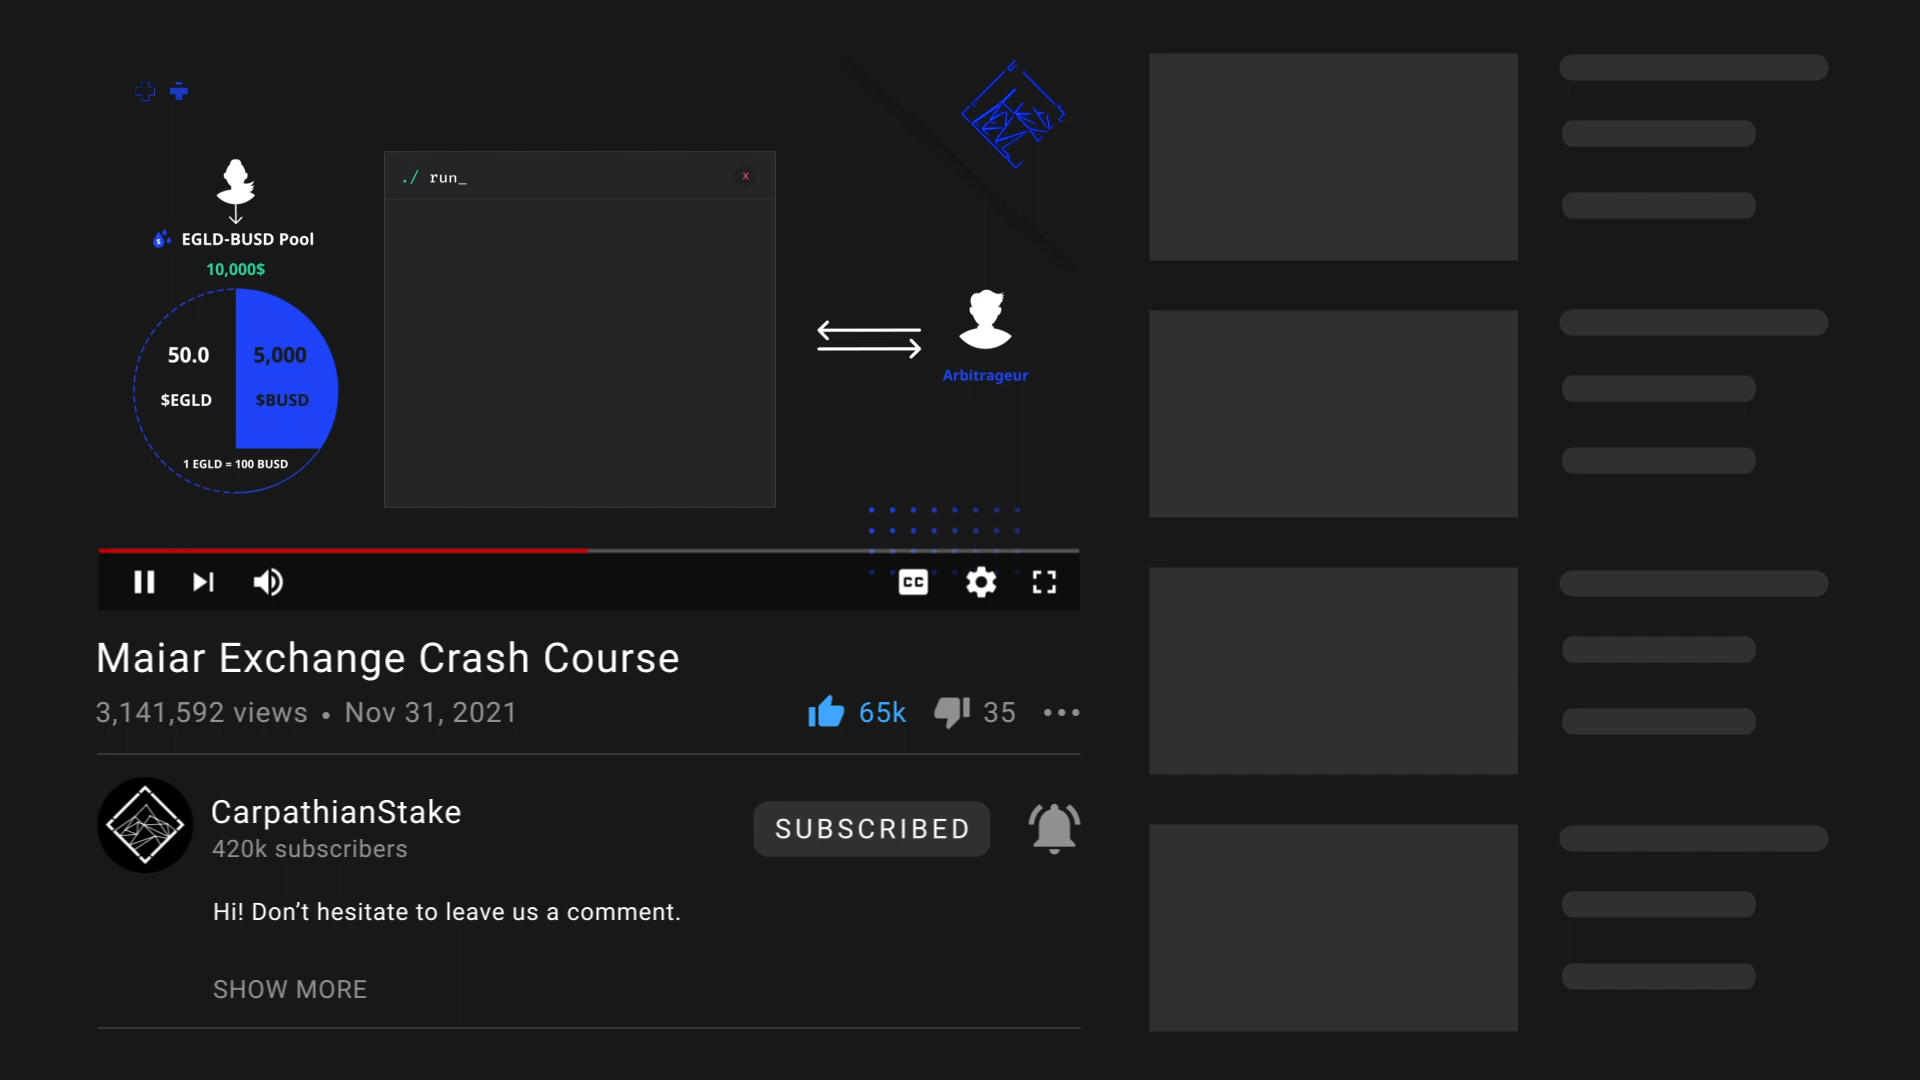 ./ run_
x
EGLD-BUSD Pool
10,000$
50.0
5,000
$EGLD
$BUSD
1 EGLD = 100 BUSD
Arbitrageur
CC
Maiar Exchange Crash Course
3,141,592 views • Nov 31, 2021
65k
35
CarpathianStake
420k subscribers
SUBSCRIBED
Hi! Don’t hesitate to leave us a comment.
SHOW MORE